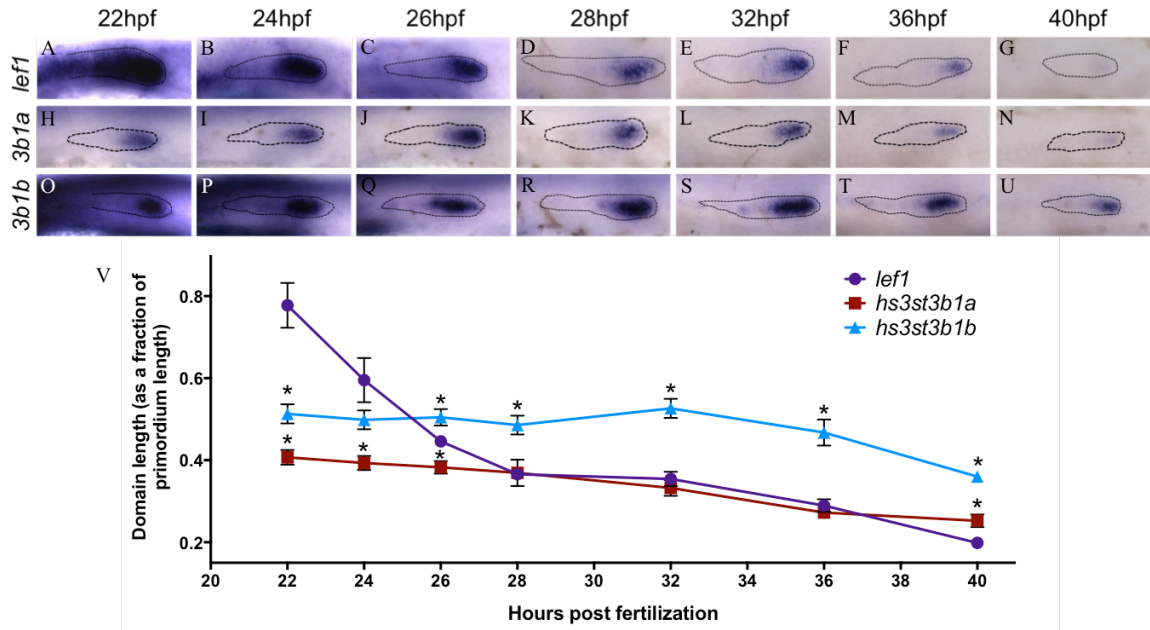 22hpf 24hpf 26hpf 28hpf 32hpf 36hpf 40hpf
lef1 A B C D E F G
3b1a H I J K L M N
3b1b O P Q R S T U
V
lef1
hs3st3b1a
hs3st3b1b
Domain length (as a fraction of
primordium length)
0.8
0.6
0.4
0.2
* * * * * *
* * * *
20 22 24 26 28 30 32 34 36 38 40
Hours post fertilization